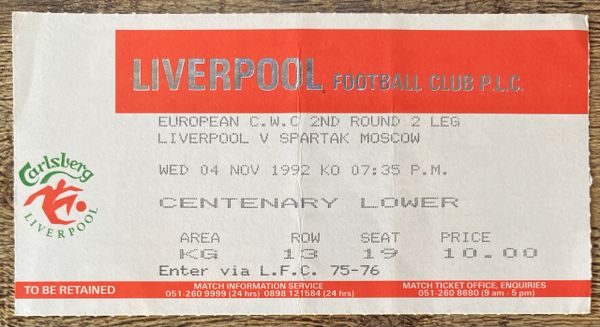 LIVERPOOL FOOTBALL CLUB P.L.C.
EUROPEAN C.W.C 2ND ROUND 2 LEG
LIVERPOOL V SPARTAK MOSCOW
WED 04 NOV 1992 KO 07:35 P.M.
Carlsberg
LIVERPOOL
CENTENARY LOWER
AREA ROW SEAT PRICE
KG 13 19 10.00
Enter via L.F.C. 75-76
TO BE RETAINED
MATCH INFORMATION SERVICE
051-260 9999 (24 hrs) 0898 121584 (24 hrs)
MATCH TICKET OFFICE, ENQUIRIES
051-260 8680 (9 am - 5 pm)